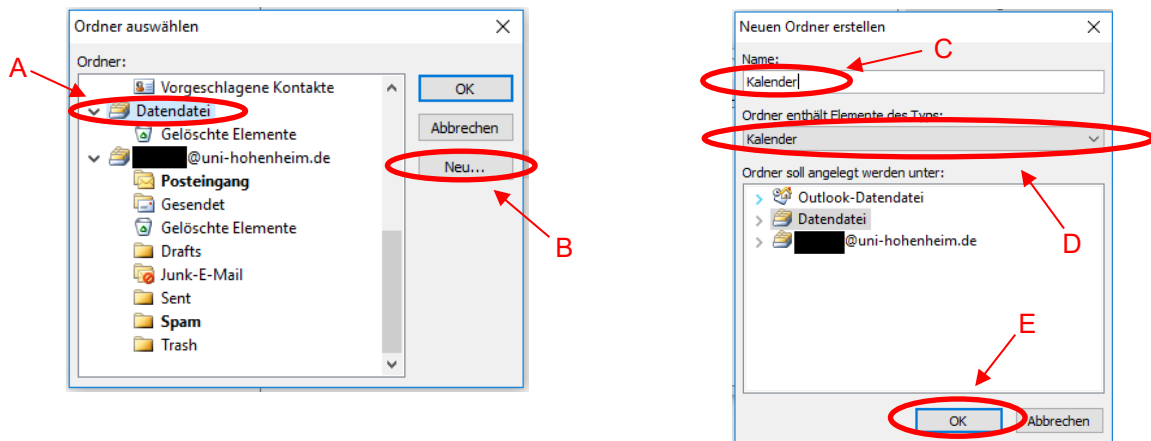 Ordner auswählen
Ordner:
A
Vorgeschlagene Kontakte
Datendatei
Gelöschte Elemente
@uni-hohenheim.de
Posteingang
Gesendet
Gelöschte Elemente
Drafts
Junk-E-Mail
Sent
Spam
Trash
OK
Abbrechen
Neu...
B
Neuen Ordner erstellen
C
Name:
Kalender
Ordner enthält Elemente des Typs:
Kalender
D
Ordner soll angelegt werden unter:
Outlook-Datendatei
Datendatei
@uni-hohenheim.de
E
OK
Abbrechen